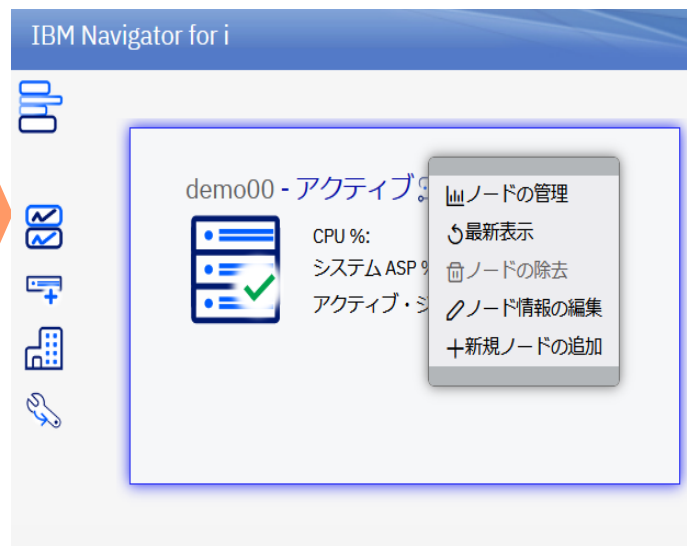 IBM Navigator for i
demo00 - アクティブ
CPU %:
システム ASP %
アクティブ・ジ
ノードの管理
最新表示
ノードの除去
ノード情報の編集
新規ノードの追加